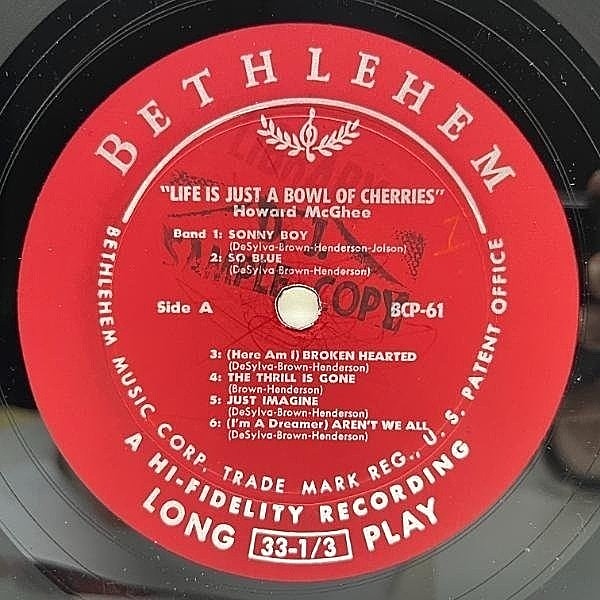 BETHLEHEM
LIBRARY
"LIFE IS JUST A BOWL OF CHERRIES"
Howard McGhee
Band 1: SONNY BOY
(DeSylva-Brown-Henderson-Jolson)
2: SO BLUE
(DeSylva-Brown-Henderson)
SAMPLE COPY
Side A
BCP-61
3: (Here Am I) BROKEN HEARTED
(DeSylva-Brown-Henderson)
4: THE THRILL IS GONE
(Brown-Henderson)
5: JUST IMAGINE
(DeSylva-Brown-Henderson)
6: (I'm A Dreamer) AREN'T WE ALL
(DeSylva-Brown-Henderson)
BETHLEHEM MUSIC CORP. TRADE MARK REG., U. S. PATENT OFFICE
A HI-FIDELITY RECORDING
LONG 33-1/3 PLAY